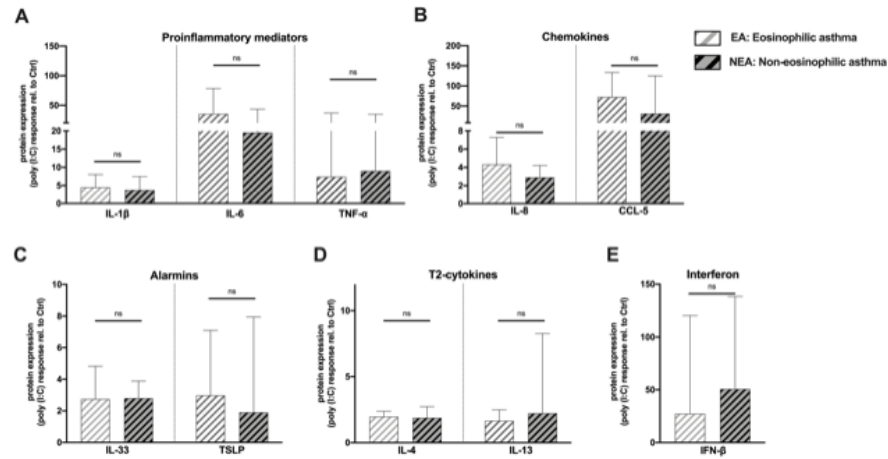 A
Proinflammatory mediators
protein expression
(poly (I:C) response rel. to Ctrl)
150
100
50
20
15
10
5
0
ns
ns
ns
IL-1β
IL-6
TNF-α
B
Chemokines
protein expression
(poly (I:C) response rel. to Ctrl)
200
150
100
50
8
6
4
2
0
ns
ns
IL-8
CCL-5
EA: Eosinophilic asthma
NEA: Non-eosinophilic asthma
C
Alarmins
protein expression
(poly (I:C) response rel. to Ctrl)
10
8
6
4
2
0
ns
ns
IL-33
TSLP
D
T2-cytokines
protein expression
(poly (I:C) response rel. to Ctrl)
10
5
0
ns
ns
IL-4
IL-13
E
Interferon
protein expression
(poly (I:C) response rel. to Ctrl)
150
100
50
0
ns
IFN-β